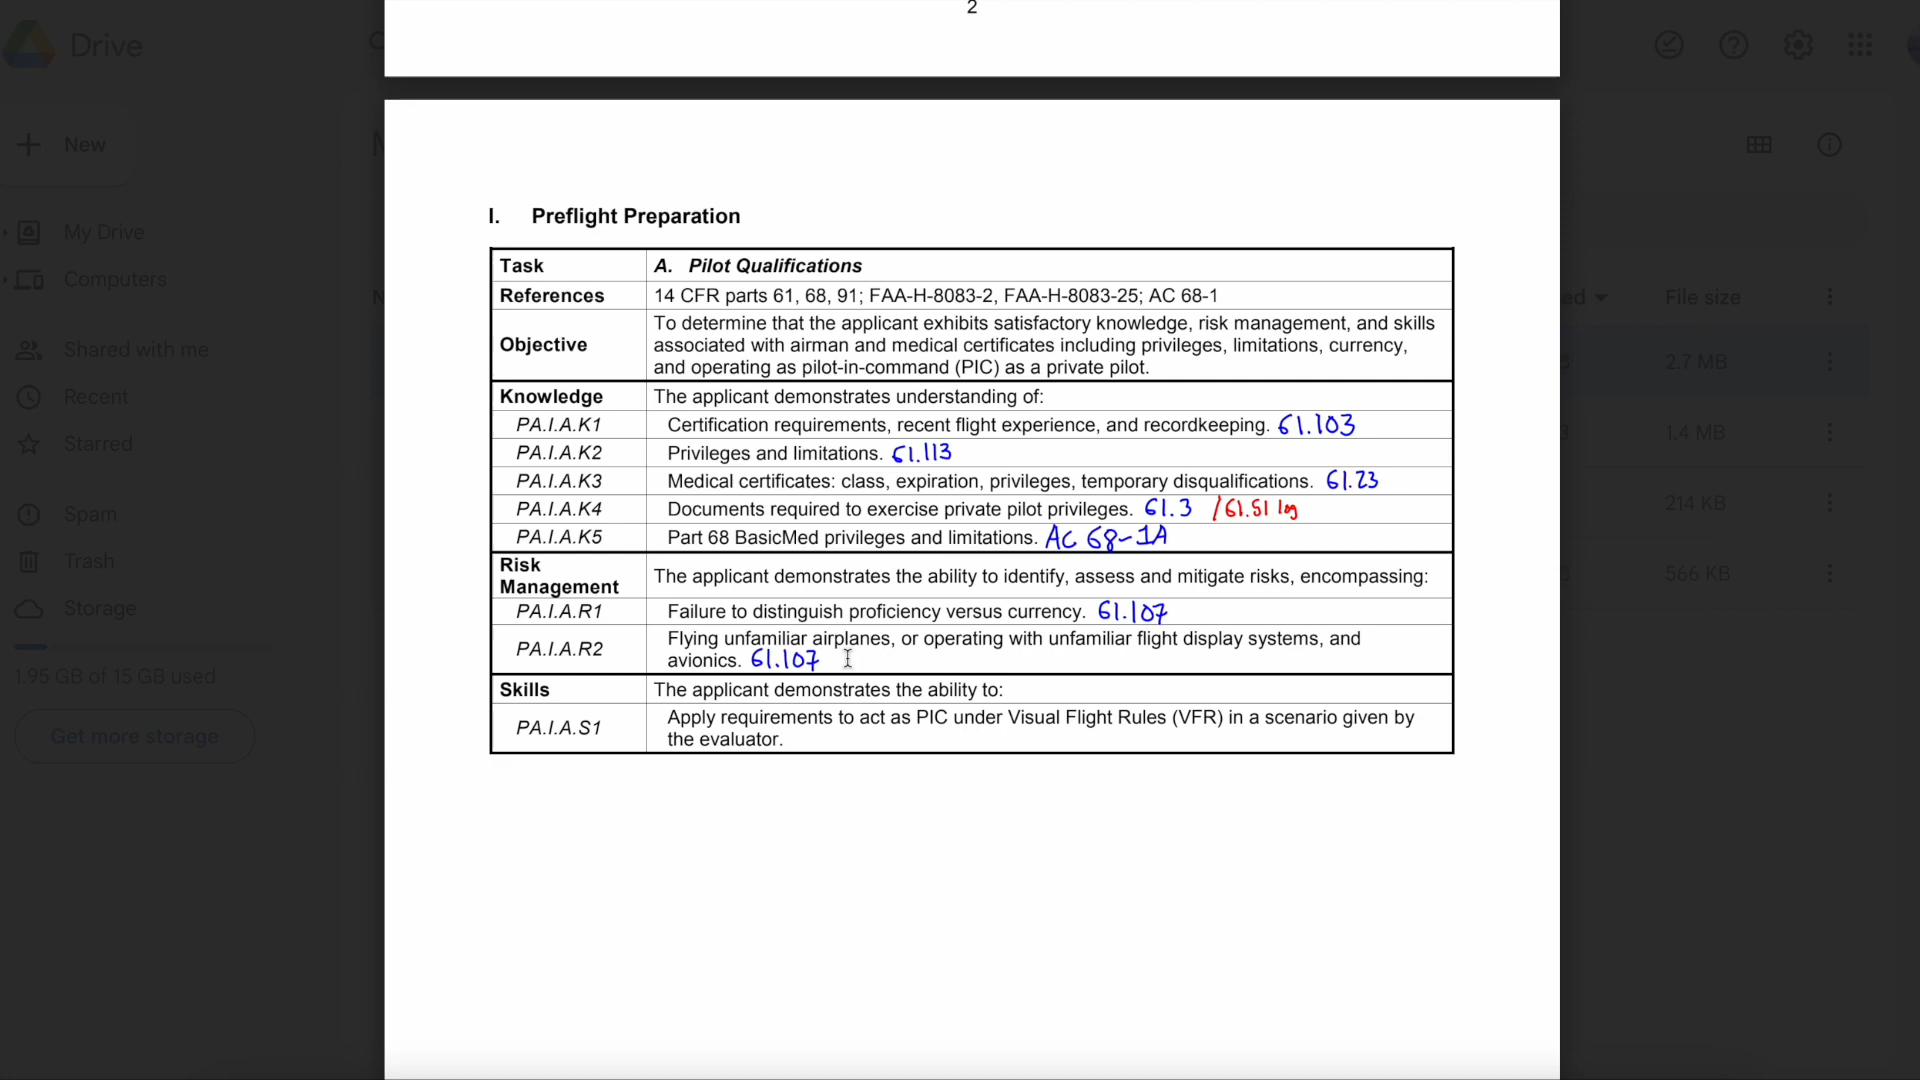 2
Drive
New
My Drive
Computers
Shared with me
Recent
Starred
Spam
Trash
Storage
1.95 GB of 15 GB used
Get more storage
File size
2.7 MB
1.4 MB
214 KB
566 KB
I. Preflight Preparation
Task A. Pilot Qualifications
References 14 CFR parts 61, 68, 91; FAA-H-8083-2, FAA-H-8083-25; AC 68-1
Objective To determine that the applicant exhibits satisfactory knowledge, risk management, and skills
associated with airman and medical certificates including privileges, limitations, currency,
and operating as pilot-in-command (PIC) as a private pilot.
Knowledge The applicant demonstrates understanding of:
PA.I.A.K1 Certification requirements, recent flight experience, and recordkeeping. 61.103
PA.I.A.K2 Privileges and limitations. 61.113
PA.I.A.K3 Medical certificates: class, expiration, privileges, temporary disqualifications. 61.23
PA.I.A.K4 Documents required to exercise private pilot privileges. 61.3 /61.51 log
PA.I.A.K5 Part 68 BasicMed privileges and limitations. AC 68-1A
Risk
Management The applicant demonstrates the ability to identify, assess and mitigate risks, encompassing:
PA.I.A.R1 Failure to distinguish proficiency versus currency. 61.107
PA.I.A.R2 Flying unfamiliar airplanes, or operating with unfamiliar flight display systems, and
avionics. 61.107
Skills The applicant demonstrates the ability to:
PA.I.A.S1 Apply requirements to act as PIC under Visual Flight Rules (VFR) in a scenario given by
the evaluator.